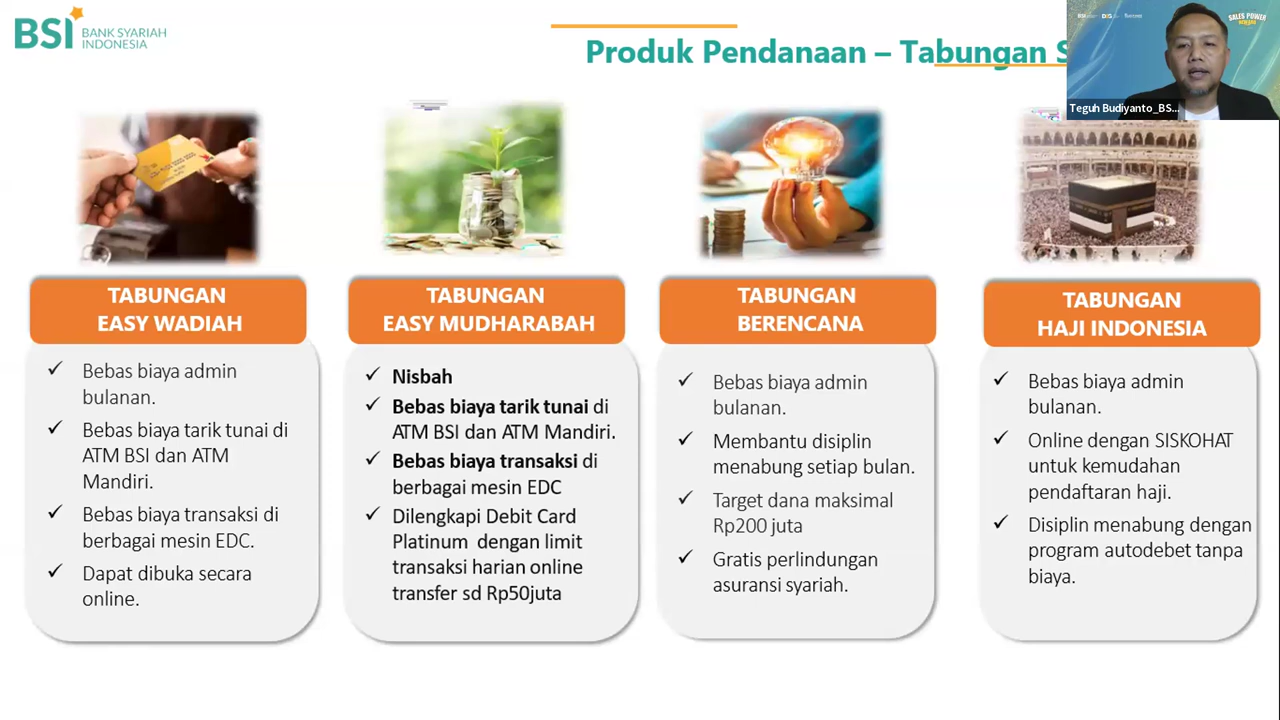 BSI BANK SYARIAH
INDONESIA
Produk Pendanaan – Tabungan S
SALES POWER
Teguh Budiyanto_BS...
TABUNGAN
EASY WADIAH
✓ Bebas biaya admin
bulanan.
✓ Bebas biaya tarik tunai di
ATM BSI dan ATM
Mandiri.
✓ Bebas biaya transaksi di
berbagai mesin EDC.
✓ Dapat dibuka secara
online.
TABUNGAN
EASY MUDHARABAH
✓ Nisbah
✓ Bebas biaya tarik tunai di
ATM BSI dan ATM Mandiri.
✓ Bebas biaya transaksi di
berbagai mesin EDC
✓ Dilengkapi Debit Card
Platinum dengan limit
transaksi harian online
transfer sd Rp50juta
TABUNGAN
BERENCANA
✓ Bebas biaya admin
bulanan.
✓ Membantu disiplin
menabung setiap bulan.
✓ Target dana maksimal
Rp200 juta
✓ Gratis perlindungan
asuransi syariah.
TABUNGAN
HAJI INDONESIA
✓ Bebas biaya admin
bulanan.
✓ Online dengan SISKOHAT
untuk kemudahan
pendaftaran haji.
✓ Disiplin menabung dengan
program autodebet tanpa
biaya.